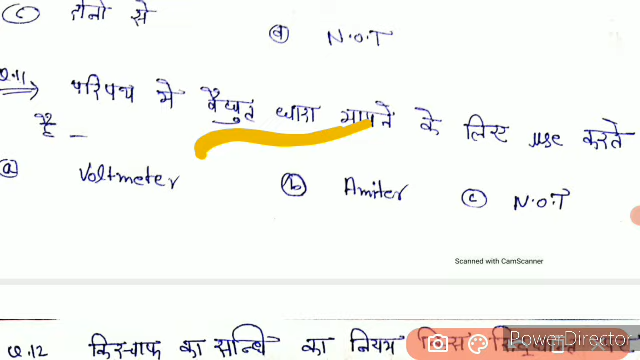 (c) दोनो से
(d) N.O.T
Q.11 परिपथ मे वैधुत धारा मापने के लिए use करते
है —
(a) Voltmeter (b) Amiter (c) N.O.T
Scanned with CamScanner
Q.12 किरचाफ का सन्धि का नियम किस
PowerDirector